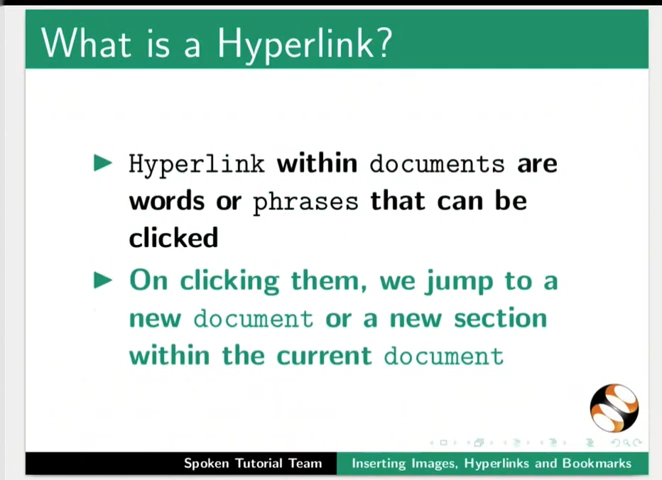 What is a Hyperlink?
Hyperlink within documents are
words or phrases that can be
clicked
On clicking them, we jump to a
new document or a new section
within the current document
Spoken Tutorial Team
Inserting Images, Hyperlinks and Bookmarks